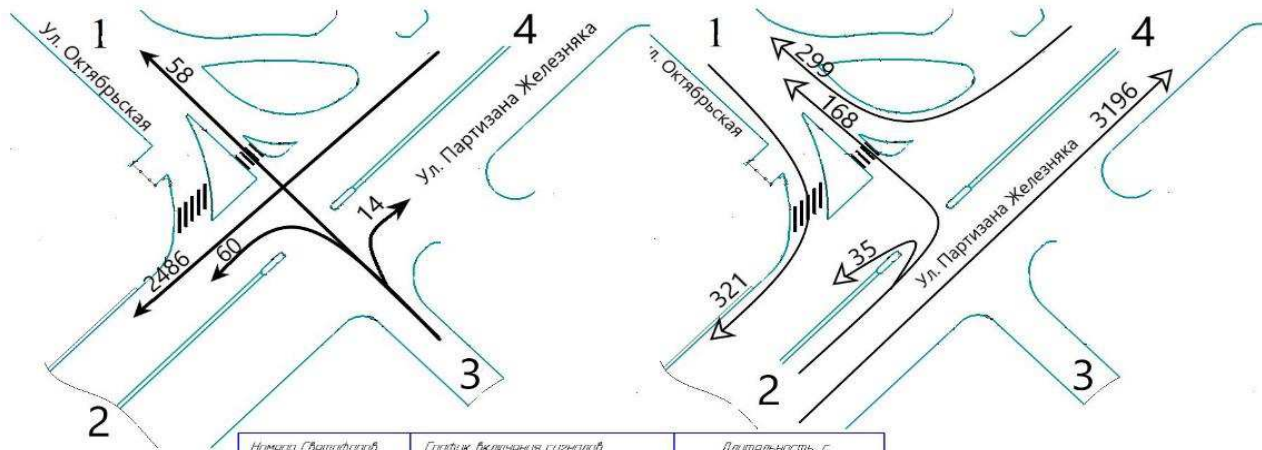 1
Ул. Октябрьская
58
4
Ул. Партизана Железняка
14
60
2486
3
2
1
ул. Октябрьская
299
168
4
3196
Ул. Партизана Железняка
35
321
3
2
Номера Светофоров
График включения сигналов
Длительность, с